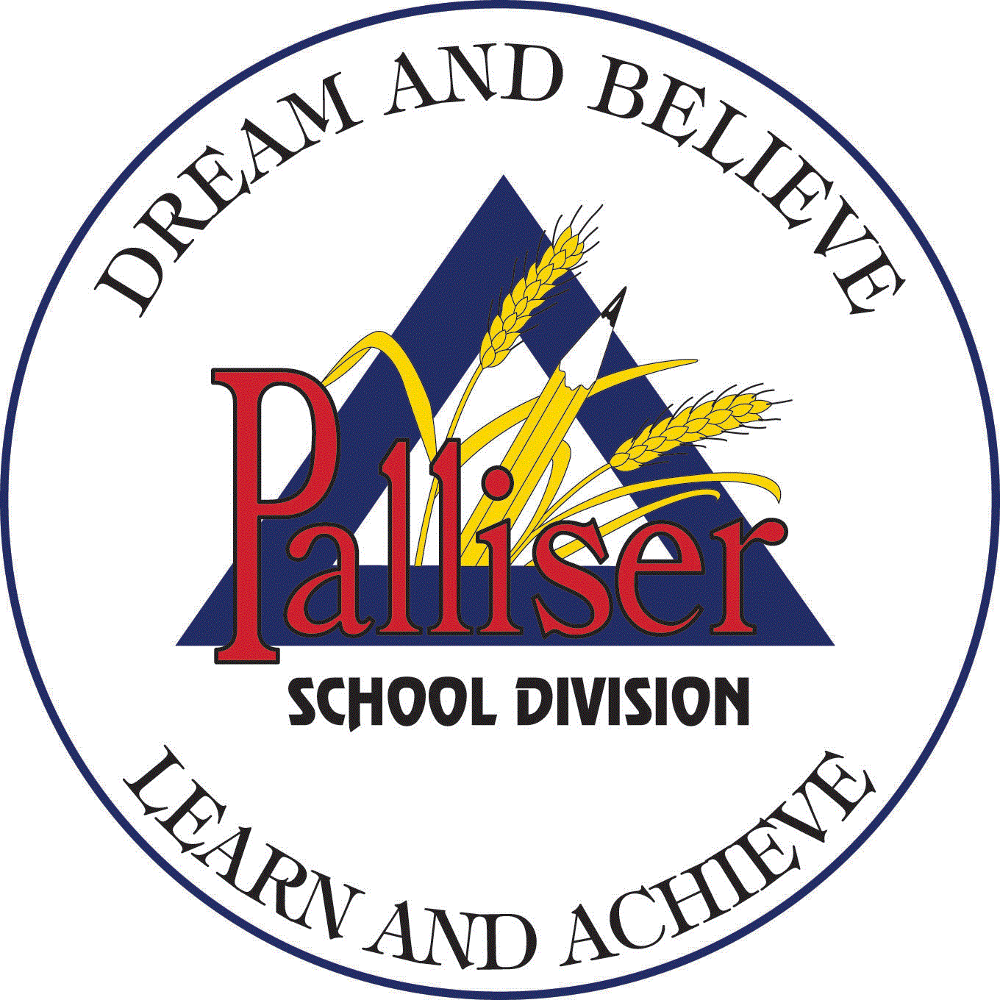 DREAM AND BELIEVE
Palliser
SCHOOL DIVISION
LEARN AND ACHIEVE